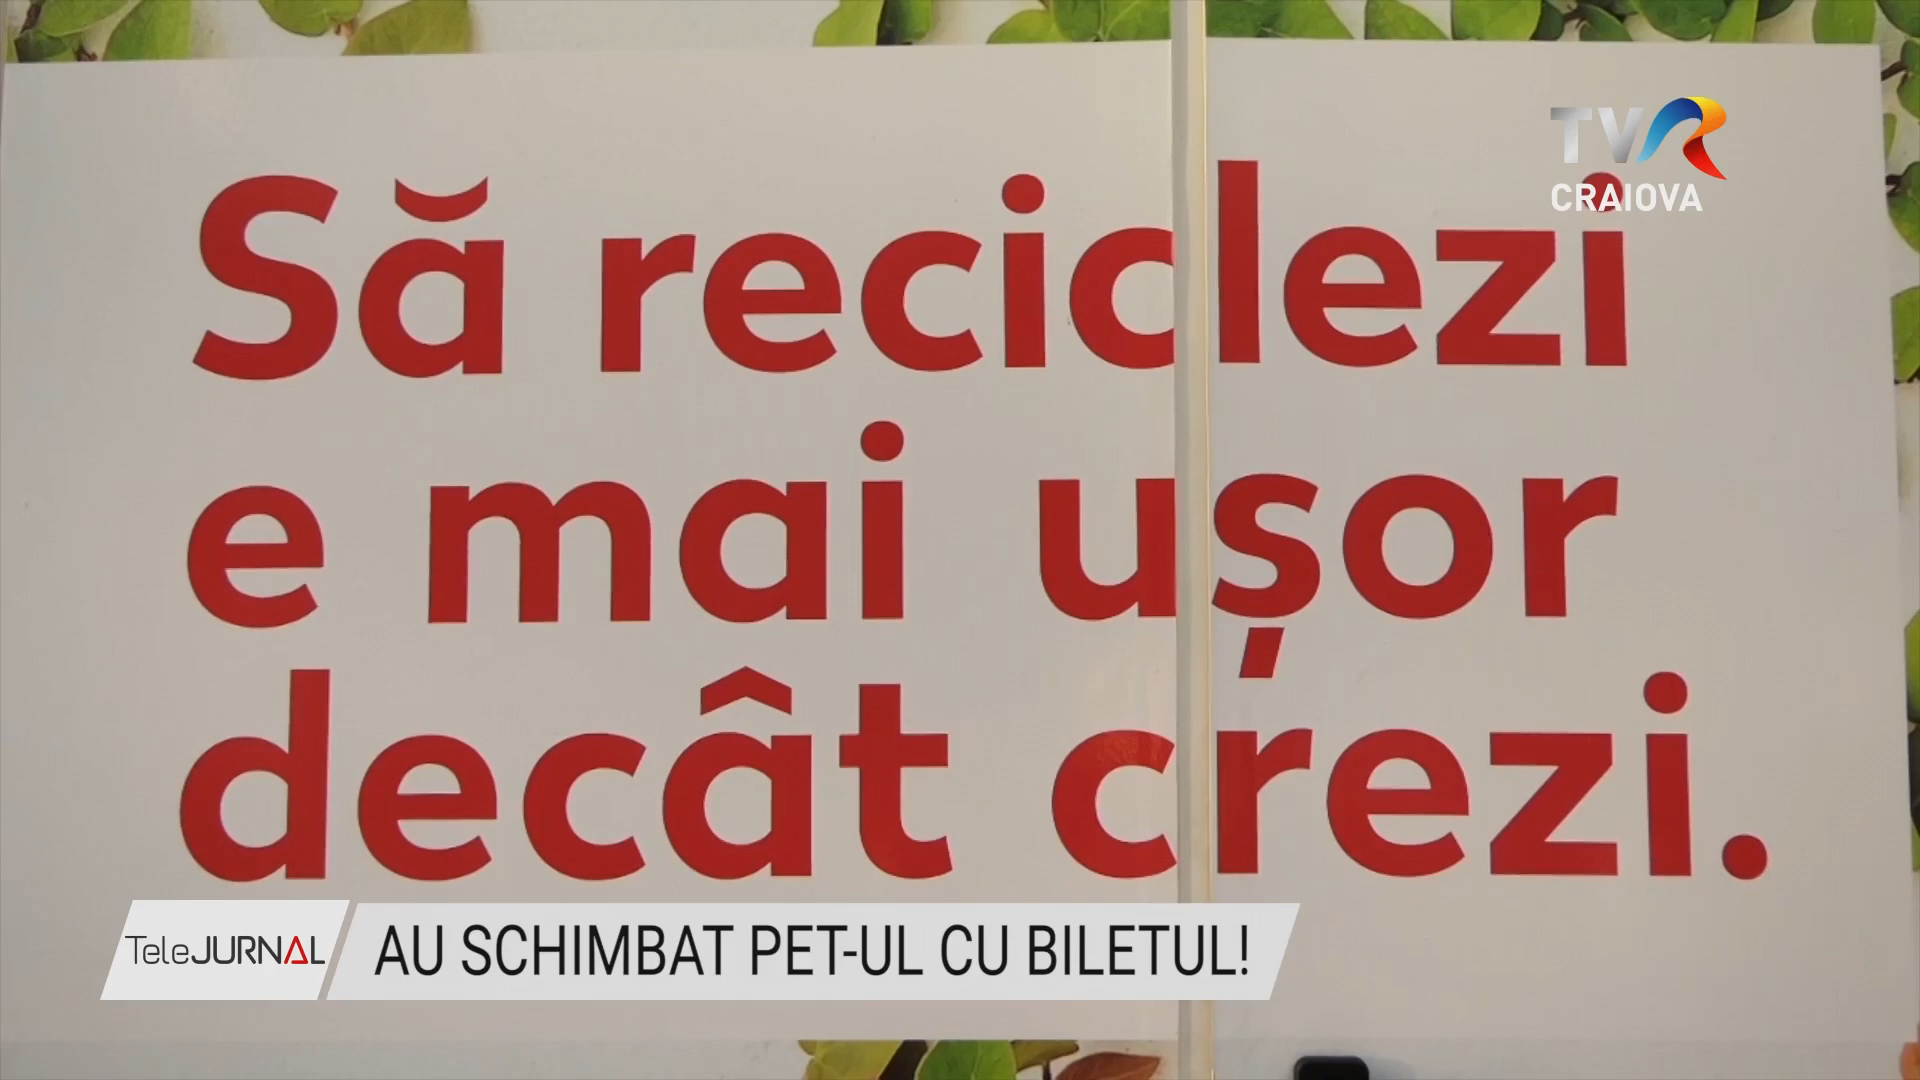 TVR
CRAIOVA
Să reciclezi
e mai ușor
decât crezi.
TeleJURNAL
AU SCHIMBAT PET-UL CU BILETUL!